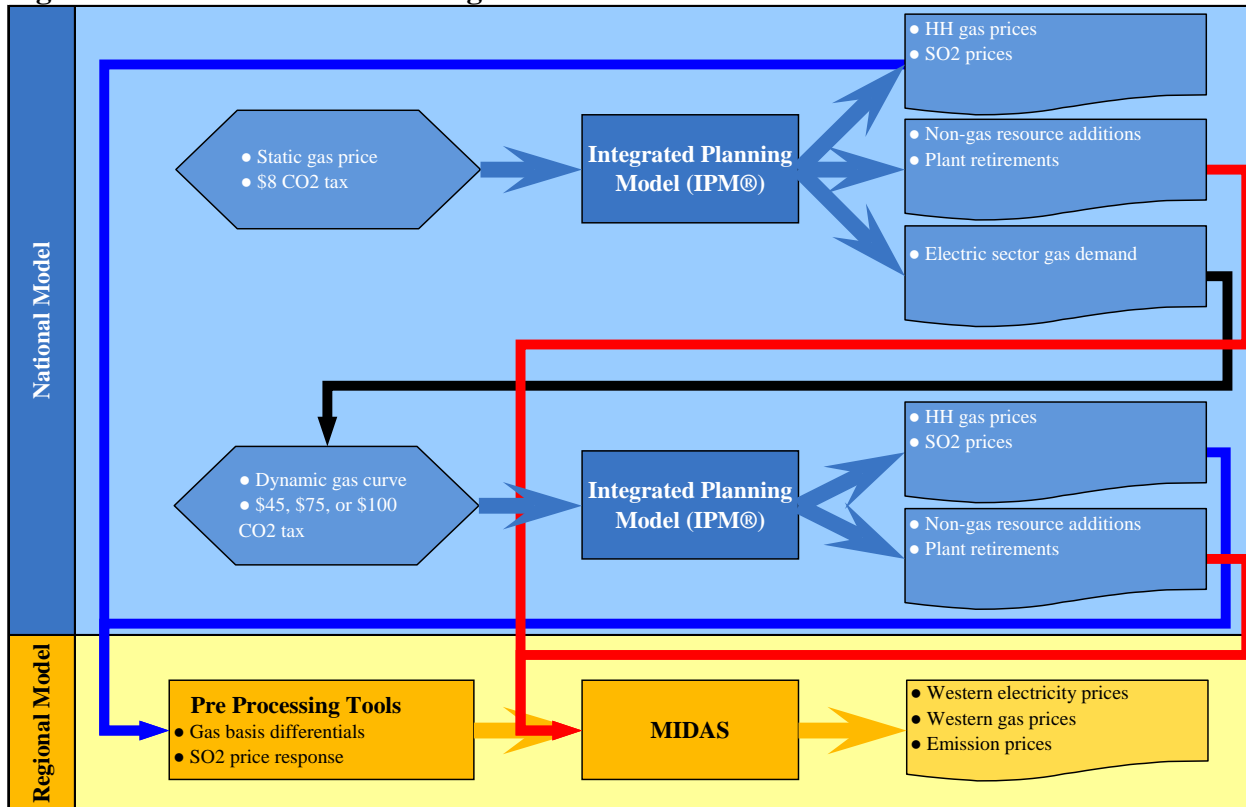 National Model
● HH gas prices
● SO2 prices
● Static gas price
● $8 CO2 tax
Integrated Planning
Model (IPM®)
● Non-gas resource additions
● Plant retirements
● Electric sector gas demand
● HH gas prices
● SO2 prices
● Dynamic gas curve
● $45, $75, or $100
CO2 tax
Integrated Planning
Model (IPM®)
● Non-gas resource additions
● Plant retirements
Regional Model
Pre Processing Tools
● Gas basis differentials
● SO2 price response
MIDAS
● Western electricity prices
● Western gas prices
● Emission prices